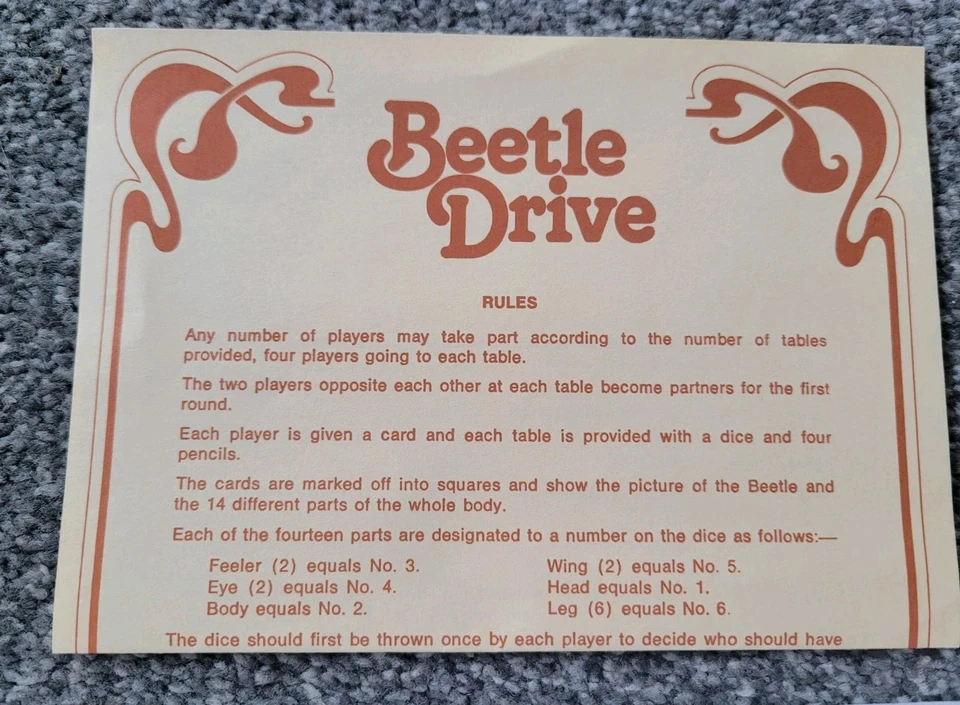 Beetle
Drive
RULES
Any number of players may take part according to the number of tables
provided, four players going to each table.
The two players opposite each other at each table become partners for the first
round.
Each player is given a card and each table is provided with a dice and four
pencils.
The cards are marked off into squares and show the picture of the Beetle and
the 14 different parts of the whole body.
Each of the fourteen parts are designated to a number on the dice as follows:—
Feeler (2) equals No. 3.
Eye (2) equals No. 4.
Body equals No. 2.
Wing (2) equals No. 5.
Head equals No. 1.
Leg (6) equals No. 6.
The dice should first be thrown once by each player to decide who should have